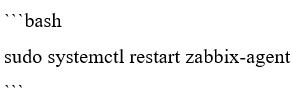 ```bash
sudo systemctl restart zabbix-agent
```